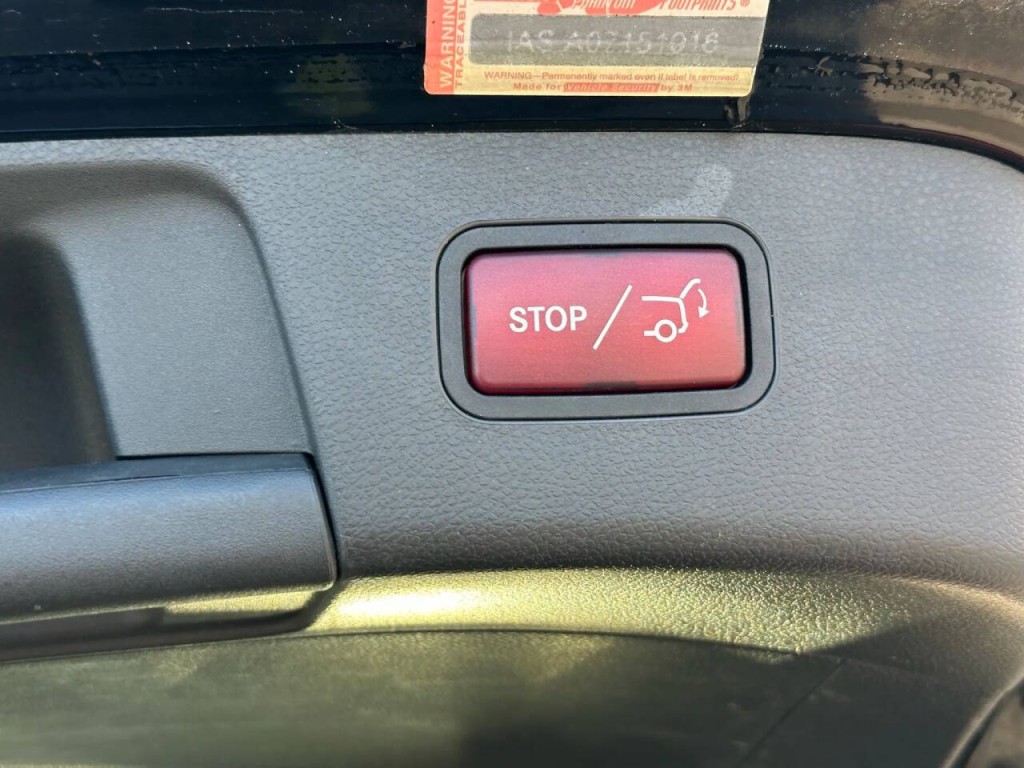 WARNING
TRACEABLE
FOOTPRINTS®
IAS A02151016
WARNING—Permanently marked even if label is removed!
Made for vehicle security by 3M
STOP /